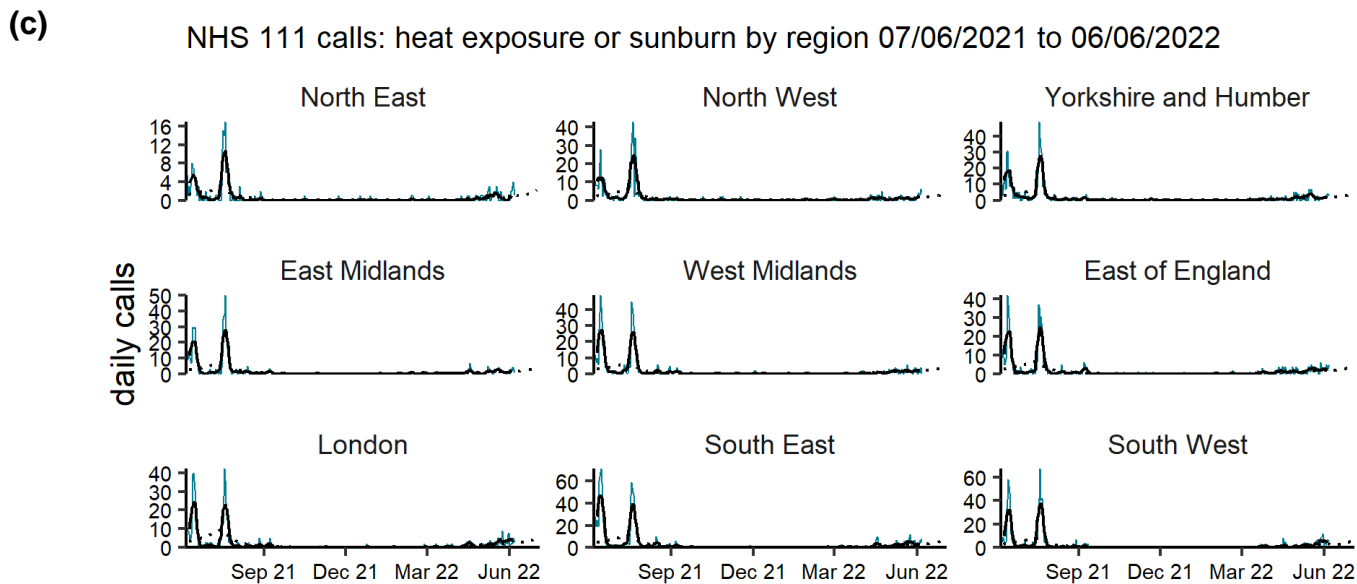 (c)
NHS 111 calls: heat exposure or sunburn by region 07/06/2021 to 06/06/2022
North East
North West
Yorkshire and Humber
16
12
8
4
0
40
30
20
10
0
40
30
20
10
0
daily calls
East Midlands
West Midlands
East of England
50
40
30
20
10
0
40
30
20
10
0
40
30
20
10
0
London
South East
South West
40
30
20
10
0
60
40
20
0
60
40
20
0
Sep 21 Dec 21 Mar 22 Jun 22
Sep 21 Dec 21 Mar 22 Jun 22
Sep 21 Dec 21 Mar 22 Jun 22